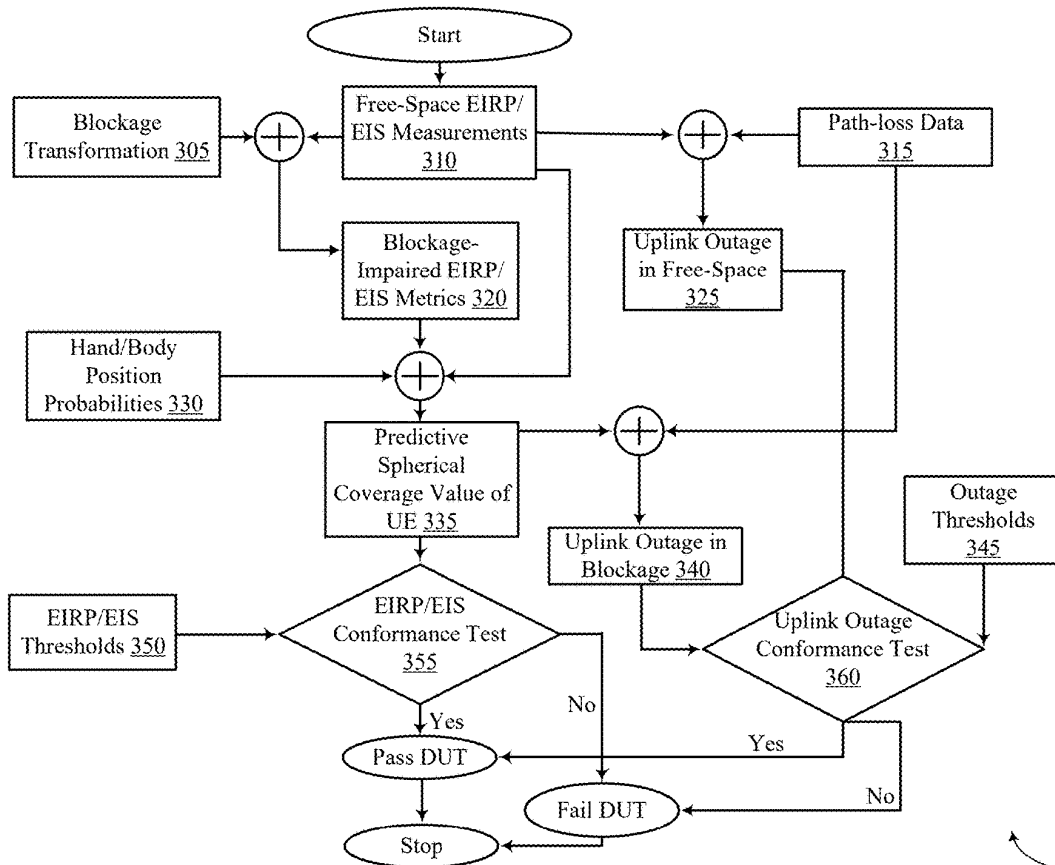 Start
Blockage
Transformation 305
Free-Space EIRP/
EIS Measurements
310
Path-loss Data
315
Blockage-
Impaired EIRP/
EIS Metrics 320
Uplink Outage
in Free-Space
325
Hand/Body
Position
Probabilities 330
Predictive
Spherical
Coverage Value of
UE 335
Uplink Outage in
Blockage 340
Outage
Thresholds
345
EIRP/EIS
Thresholds 350
EIRP/EIS
Conformance Test
355
Uplink Outage
Conformance Test
360
No
Yes
Yes
Pass DUT
No
Fail DUT
Stop